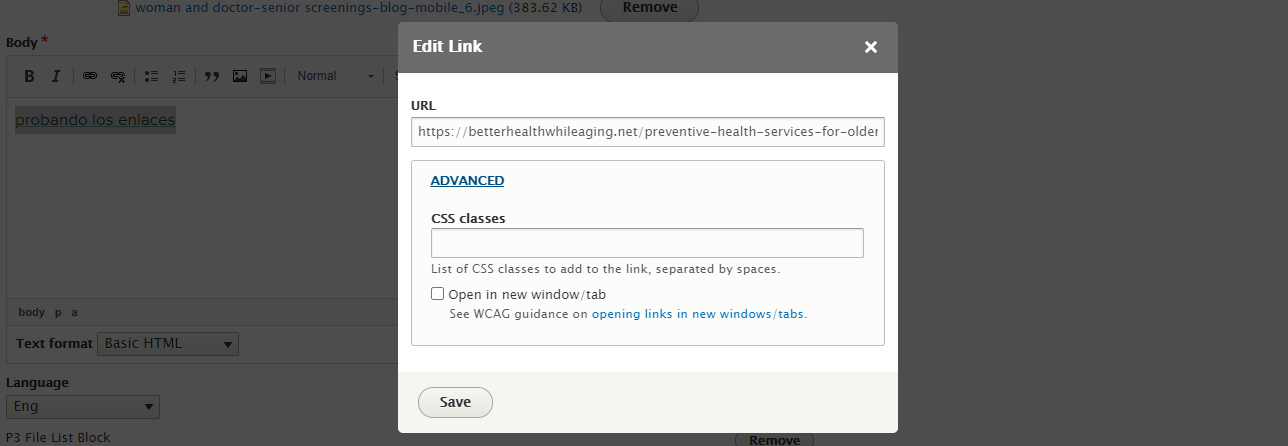 woman and doctor-senior screenings-blog-mobile_6.jpeg (383.62 KB) Remove
Body *
Edit Link ×
B I Normal
URL
https://betterhealthwhileaging.net/preventive-health-services-for-older
probando los enlaces
ADVANCED
CSS classes
List of CSS classes to add to the link, separated by spaces.
Open in new window/tab
See WCAG guidance on opening links in new windows/tabs.
body p a
Text format Basic HTML
Language
Eng
Save
P3 File List Block
Remove